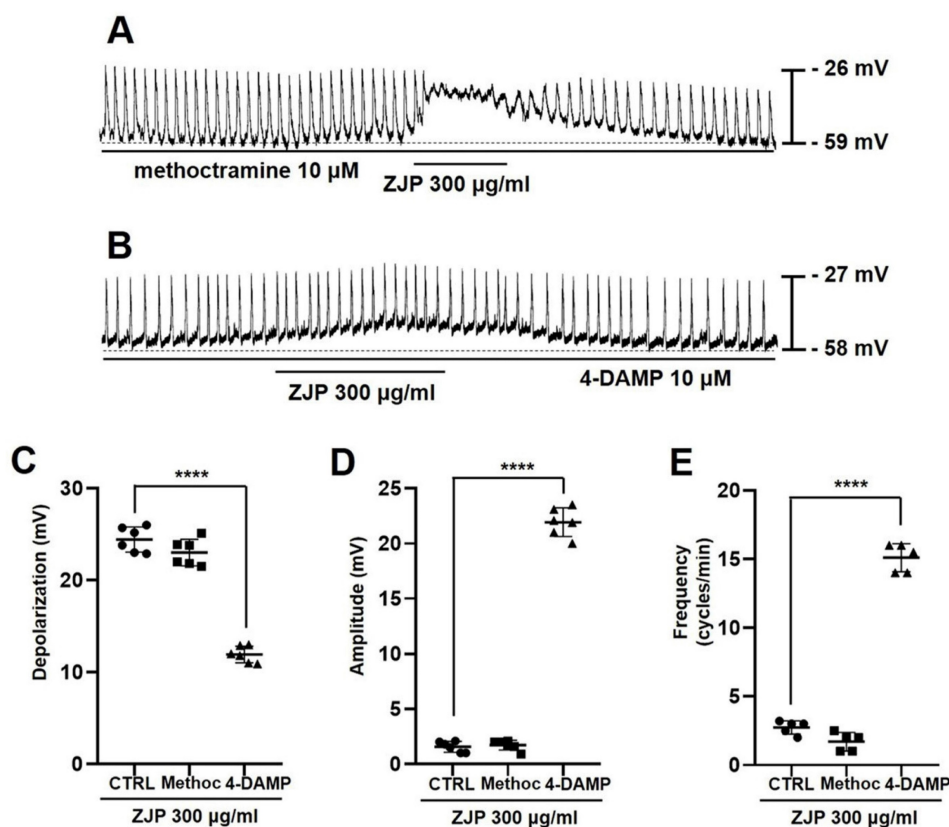 A
- 26 mV
- 59 mV
methoctramine 10 µM
ZJP 300 µg/ml
B
- 27 mV
- 58 mV
ZJP 300 µg/ml
4-DAMP 10 µM
C
Depolarization (mV)
30
20
10
0
****
CTRL Methoc 4-DAMP
ZJP 300 µg/ml
D
Amplitude (mV)
25
20
15
10
5
0
****
CTRL Methoc 4-DAMP
ZJP 300 µg/ml
E
Frequency
(cycles/min)
20
15
10
5
0
****
CTRL Methoc 4-DAMP
ZJP 300 µg/ml